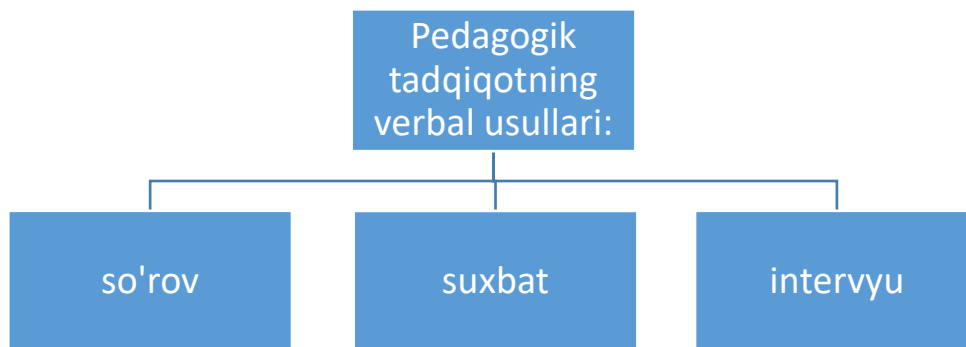 Pedagogik
tadqiqotning
verbal usullari:
so'rov
suxbat
intervyu